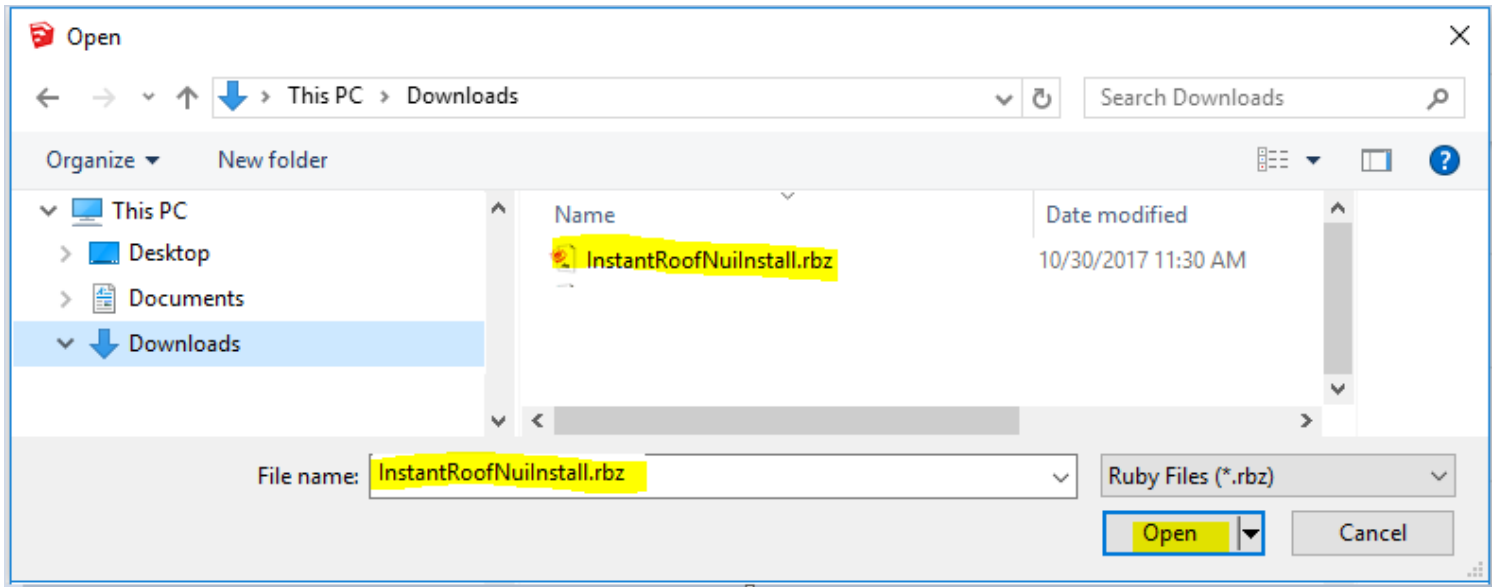 Open
This PC > Downloads
Search Downloads
Organize
New folder
?
This PC
Desktop
Documents
Downloads
Name
Date modified
InstantRoofNuiInstall.rbz
10/30/2017 11:30 AM
File name: InstantRoofNuiInstall.rbz
Ruby Files (*.rbz)
Open
Cancel